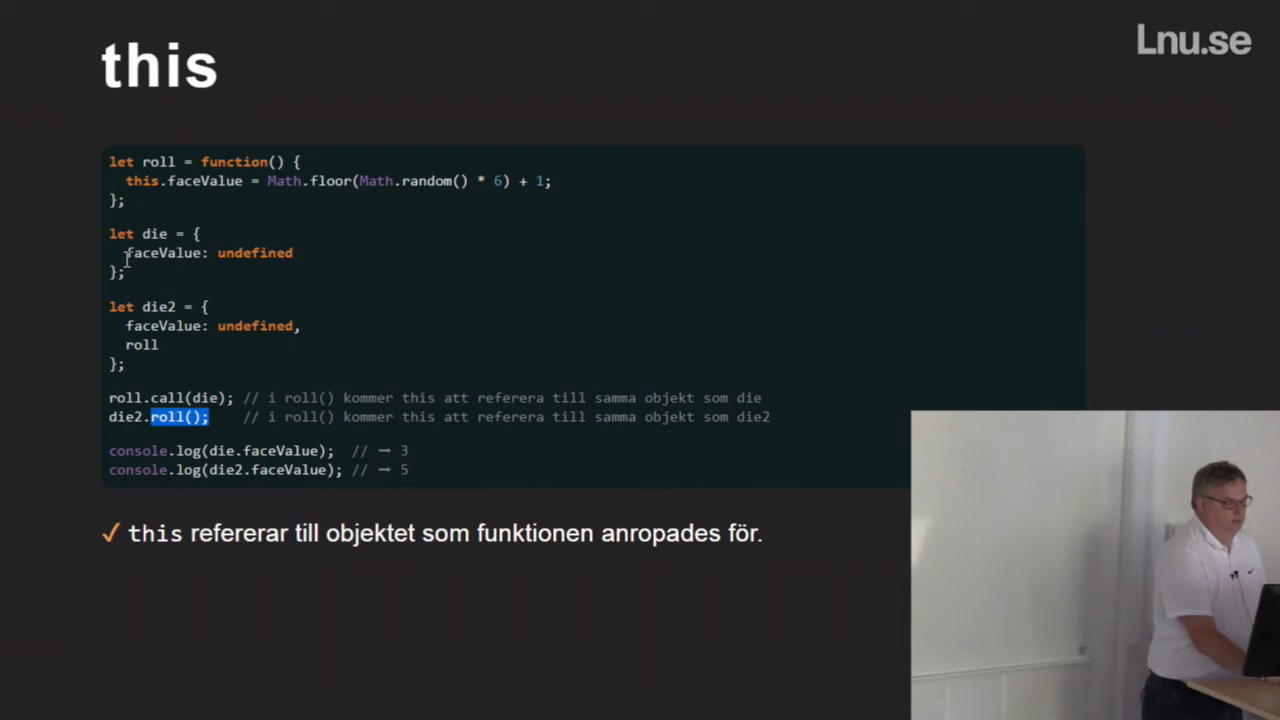 this
Lnu.se
let roll = function() {
  this.faceValue = Math.floor(Math.random() * 6) + 1;
};
let die = {
  faceValue: undefined
};
let die2 = {
  faceValue: undefined,
  roll
};
roll.call(die); // i roll() kommer this att referera till samma objekt som die
die2.roll();    // i roll() kommer this att referera till samma objekt som die2
console.log(die.faceValue);  // → 3
console.log(die2.faceValue); // → 5
✓ this refererar till objektet som funktionen anropades för.